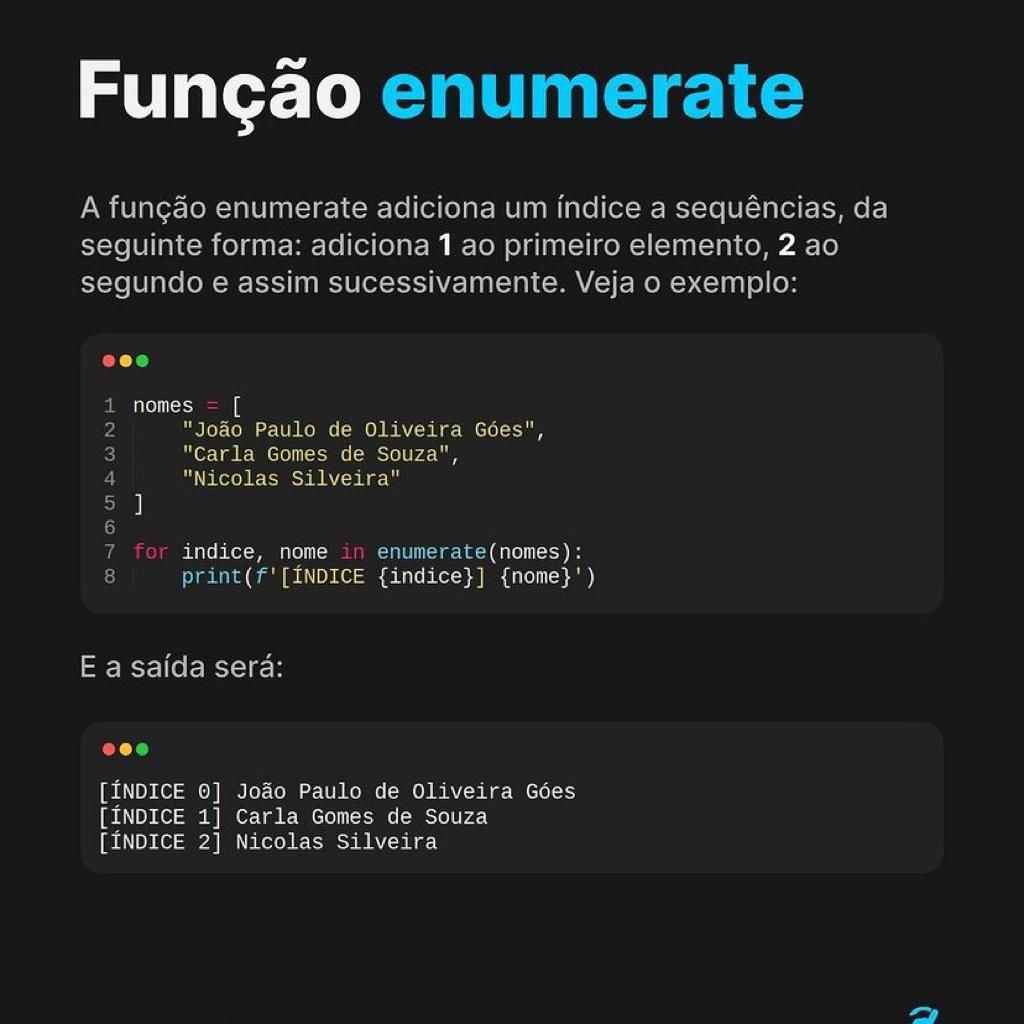 Função enumerate
A função enumerate adiciona um índice a sequências, da
seguinte forma: adiciona 1 ao primeiro elemento, 2 ao
segundo e assim sucessivamente. Veja o exemplo:
1 nomes = [
2     "João Paulo de Oliveira Góes",
3     "Carla Gomes de Souza",
4     "Nicolas Silveira"
5 ]
6
7 for indice, nome in enumerate(nomes):
8     print(f'[ÍNDICE {indice}] {nome}')
E a saída será:
[ÍNDICE 0] João Paulo de Oliveira Góes
[ÍNDICE 1] Carla Gomes de Souza
[ÍNDICE 2] Nicolas Silveira